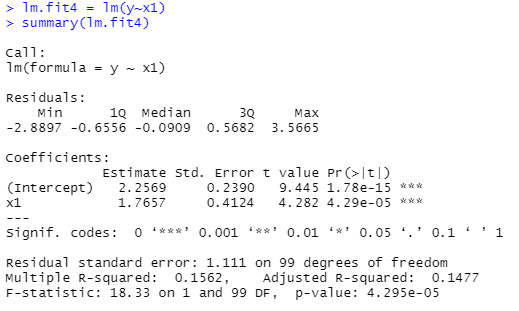 > lm.fit4 = lm(y~x1)
> summary(lm.fit4)
Call:
lm(formula = y ~ x1)
Residuals:
    Min      1Q  Median      3Q     Max
-2.8897 -0.6556 -0.0909  0.5682  3.5665
Coefficients:
            Estimate Std. Error t value Pr(>|t|)
(Intercept)   2.2569     0.2390   9.445 1.78e-15 ***
x1            1.7657     0.4124   4.282 4.29e-05 ***
---
Signif. codes:  0 ‘***’ 0.001 ‘**’ 0.01 ‘*’ 0.05 ‘.’ 0.1 ‘ ’ 1
Residual standard error: 1.111 on 99 degrees of freedom
Multiple R-squared:  0.1562,    Adjusted R-squared:  0.1477
F-statistic: 18.33 on 1 and 99 DF,  p-value: 4.295e-05